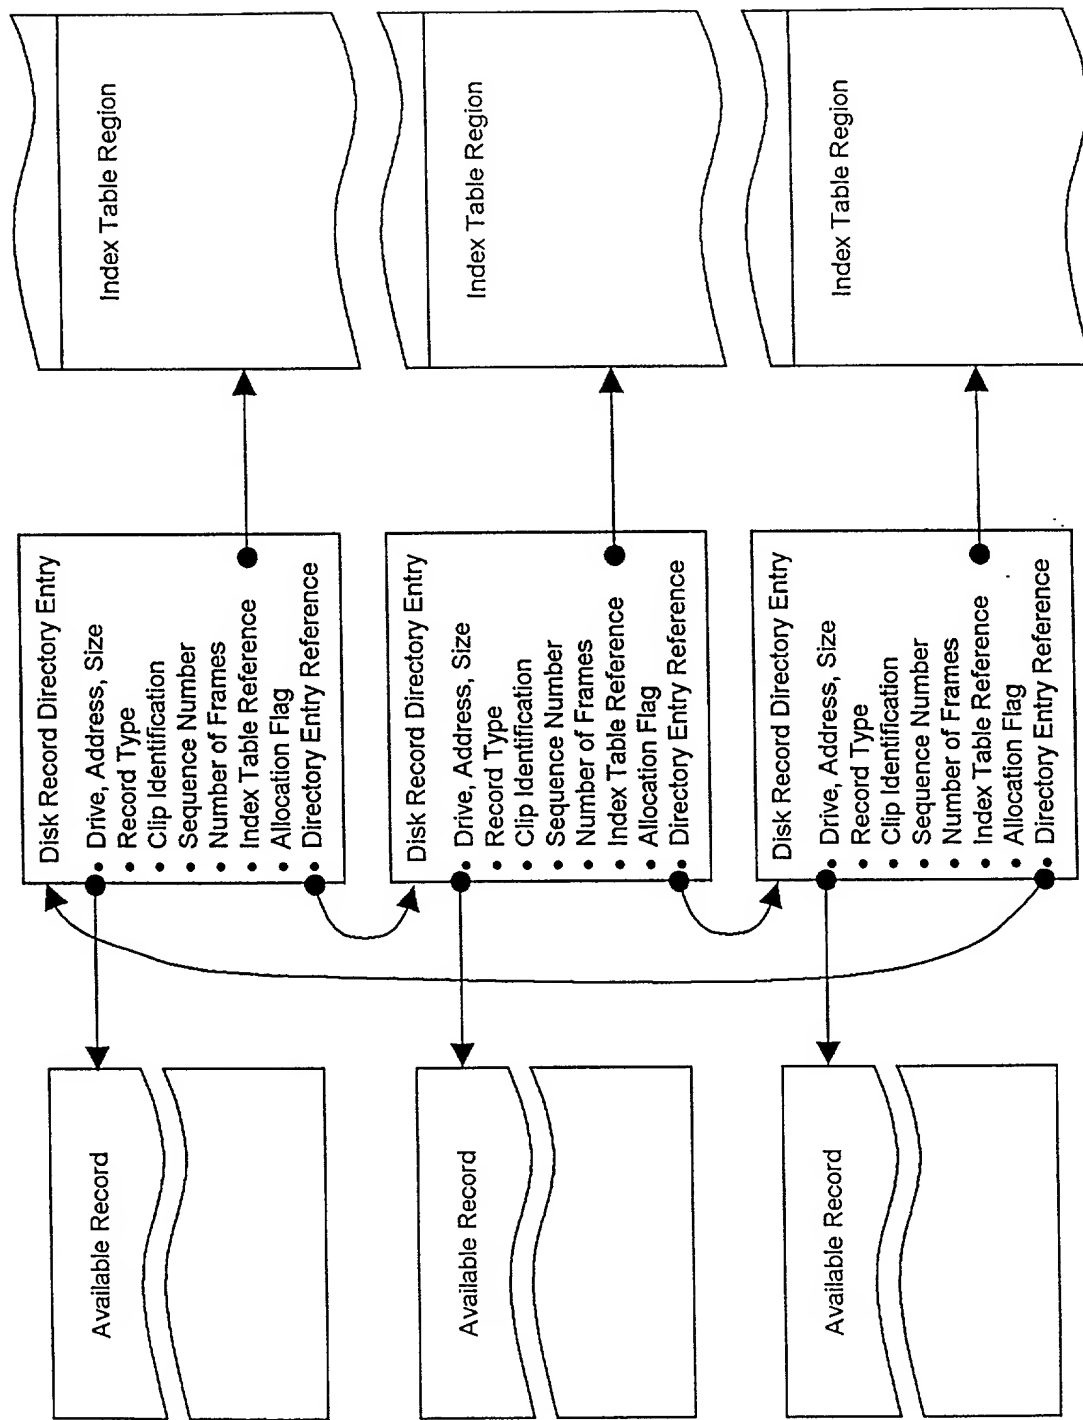 Available Record
Disk Record Directory Entry
• Drive, Address, Size
• Record Type
• Clip Identification
• Sequence Number
• Number of Frames
• Index Table Reference
• Allocation Flag
• Directory Entry Reference
Index Table Region
Available Record
Disk Record Directory Entry
• Drive, Address, Size
• Record Type
• Clip Identification
• Sequence Number
• Number of Frames
• Index Table Reference
• Allocation Flag
• Directory Entry Reference
Index Table Region
Available Record
Disk Record Directory Entry
• Drive, Address, Size
• Record Type
• Clip Identification
• Sequence Number
• Number of Frames
• Index Table Reference
• Allocation Flag
• Directory Entry Reference
Index Table Region